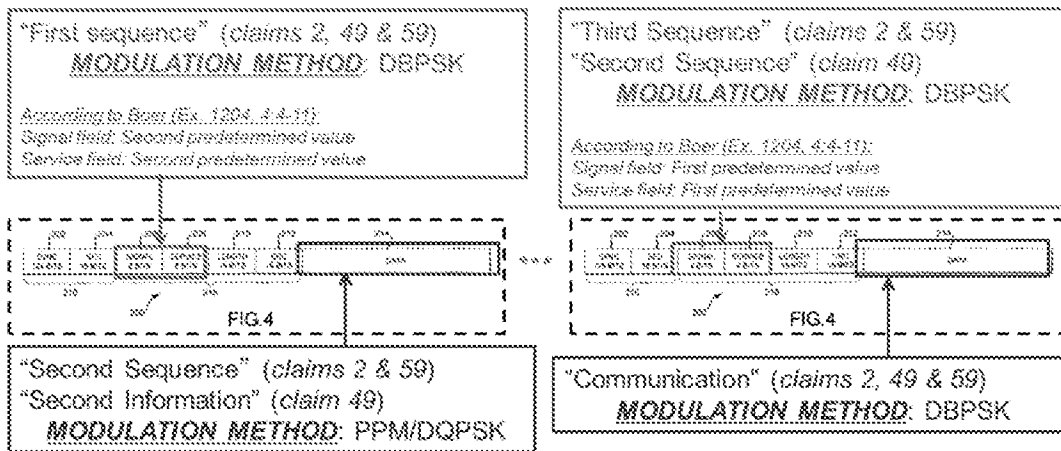 "First sequence" (claims 2, 49 & 59)
MODULATION METHOD: DBPSK
According to Boer (Ex. 1204, 4:4-11):
Signal field: Second predetermined value
Service field: Second predetermined value
"Third Sequence" (claims 2 & 59)
"Second Sequence" (claim 49)
MODULATION METHOD: DBPSK
According to Boer (Ex. 1204, 4:4-11):
Signal field: First predetermined value
Service field: First predetermined value
FIG.4
FIG.4
"Second Sequence" (claims 2 & 59)
"Second Information" (claim 49)
MODULATION METHOD: PPM/DQPSK
"Communication" (claims 2, 49 & 59)
MODULATION METHOD: DBPSK